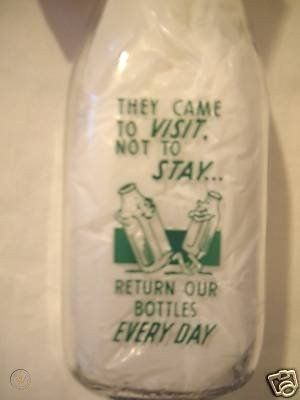 THEY CAME
TO VISIT,
NOT TO
STAY...
RETURN OUR
BOTTLES
EVERY DAY